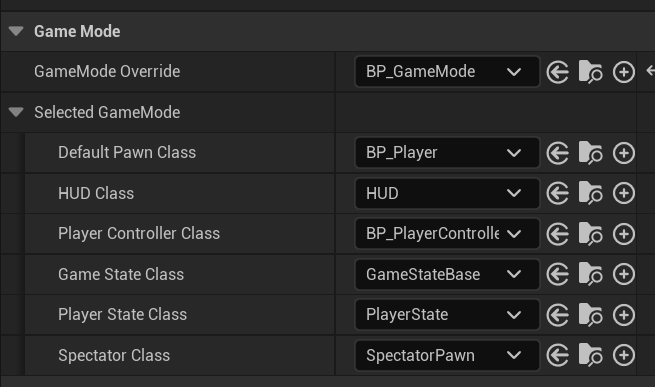 Game Mode
GameMode Override BP_GameMode
Selected GameMode
Default Pawn Class BP_Player
HUD Class HUD
Player Controller Class BP_PlayerControlle
Game State Class GameStateBase
Player State Class PlayerState
Spectator Class SpectatorPawn